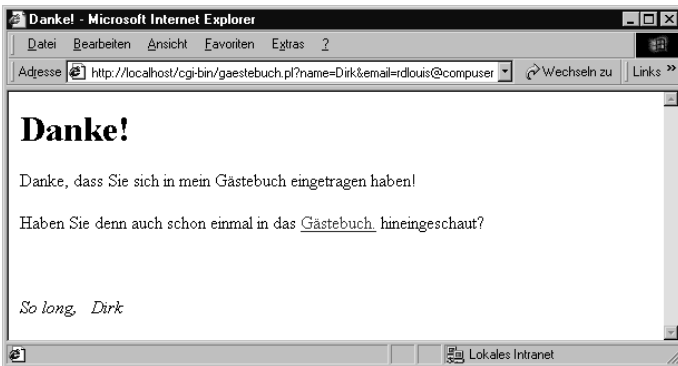 Danke! - Microsoft Internet Explorer
Datei Bearbeiten Ansicht Favoriten Extras ?
Adresse http://localhost/cgi-bin/gaestebuch.pl?name=Dirk&email=rdlouis@compuser Wechseln zu Links »
Danke!
Danke, dass Sie sich in mein Gästebuch eingetragen haben!
Haben Sie denn auch schon einmal in das Gästebuch. hineingeschaut?
So long, Dirk
Lokales Intranet